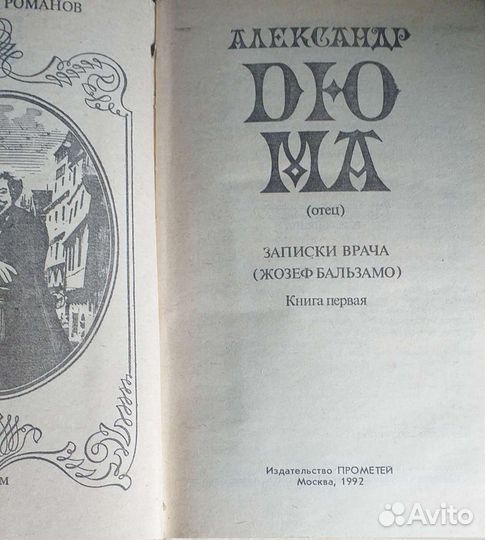 РОМАНОВ
АЛЕКСАНДР
ДЮ
МА
(отец)
ЗАПИСКИ ВРАЧА
(ЖОЗЕФ БАЛЬЗАМО)
Книга первая
Издательство ПРОМЕТЕЙ
Москва, 1992
Avito